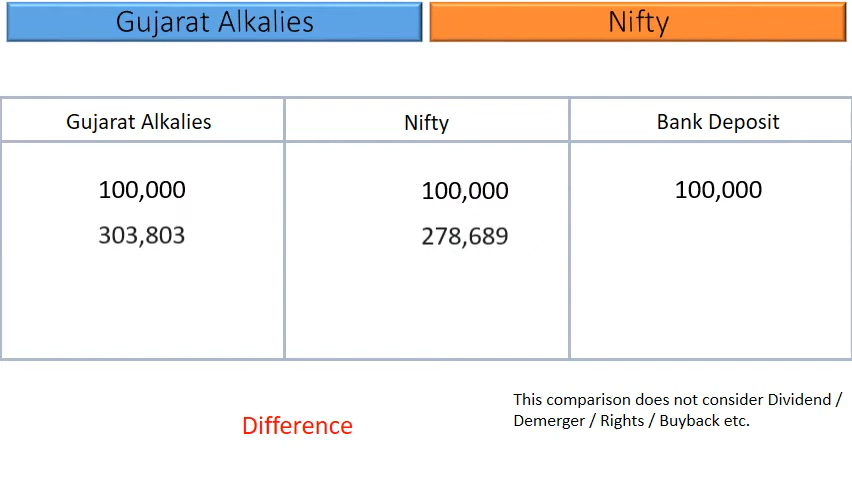 Gujarat Alkalies
Nifty
Gujarat Alkalies Nifty Bank Deposit
100,000 100,000 100,000
303,803 278,689
Difference
This comparison does not consider Dividend /
Demerger / Rights / Buyback etc.